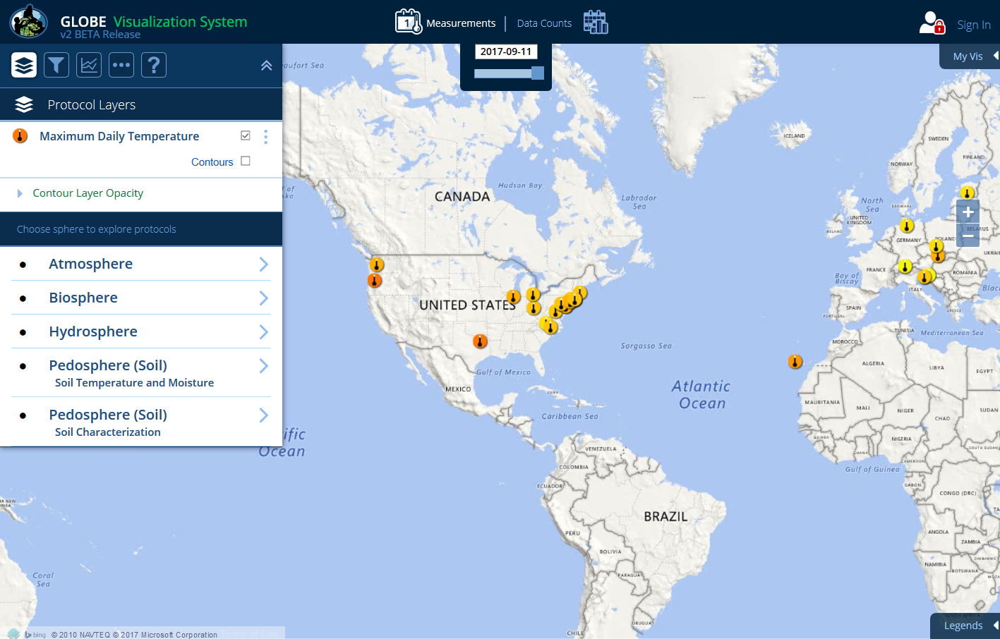 GLOBE Visualization System
v2 BETA Release
1
Measurements
Data Counts
Sign In
2017-09-11
My Vis
?
Protocol Layers
Maximum Daily Temperature
Contours
Contour Layer Opacity
Choose sphere to explore protocols
Atmosphere
Biosphere
Hydrosphere
Pedosphere (Soil)
Soil Temperature and Moisture
Pedosphere (Soil)
Soil Characterization
aufort Sea
ICELAND
SWEDEN
FINLAND
NORWAY
Hudson Bay
CANADA
Labrador
Sea
North
Sea
DENMARK
UNITED
KINGDOM
IRELAND
+
−
BELARUS
GERMANY
POLAND
UKRAI
FRANCE
ROMANIA
Bay of
Biscay
ITALY
Black
SPAIN
PORTUGAL
GREECE
UNITED STATES
Sargasso Sea
TUNISIA
Mediterranean Sea
MOROCCO
ALGERIA
LIBYA
EGYPT
Gulf of Mexico
MEXICO
CUBA
Atlantic
Ocean
MAURITANIA
MALI
NIGER
CHAD
SUDAN
Caribbean Sea
ific
Ocean
GUINEA
GHANA
NIGERIA
SOUTH SUDAN
CAMEROON
Gulf of Guinea
VENEZUELA
COLOMBIA
ECUADOR
GABON
CONGO (DRC)
TA
BRAZIL
PERU
BOLIVIA
ANGOLA
ZAMBIA
ZIMBABWE
NAMIBIA
BOTSWANA
PARAGUA
Coral
Sea
SOUTH AFRICA
URUGUAY
CHILE
Legends
bing
© 2010 NAVTEQ © 2017 Microsoft Corporation
Terms of Use